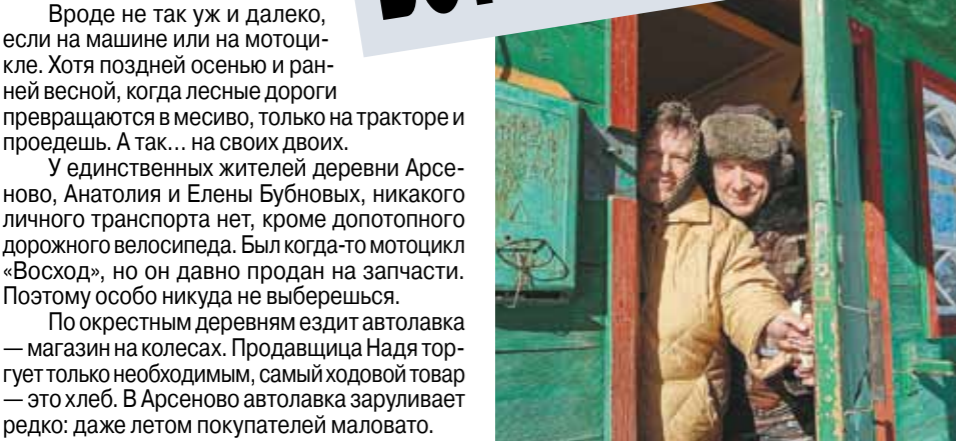 Вроде не так уж и далеко,
если на машине или на мотоци-
кле. Хотя поздней осенью и ран-
ней весной, когда лесные дороги
превращаются в месиво, только на тракторе и
проедешь. А так… на своих двоих.
У единственных жителей деревни Арсе-
ново, Анатолия и Елены Бубновых, никакого
личного транспорта нет, кроме допотопного
дорожного велосипеда. Был когда-то мотоцикл
«Восход», но он давно продан на запчасти.
Поэтому особо никуда не выберешься.
По окрестным деревням ездит автолавка
— магазин на колесах. Продавщица Надя тор-
гует только необходимым, самый ходовой товар
— это хлеб. В Арсеново автолавка заруливает
редко: даже летом покупателей маловато.